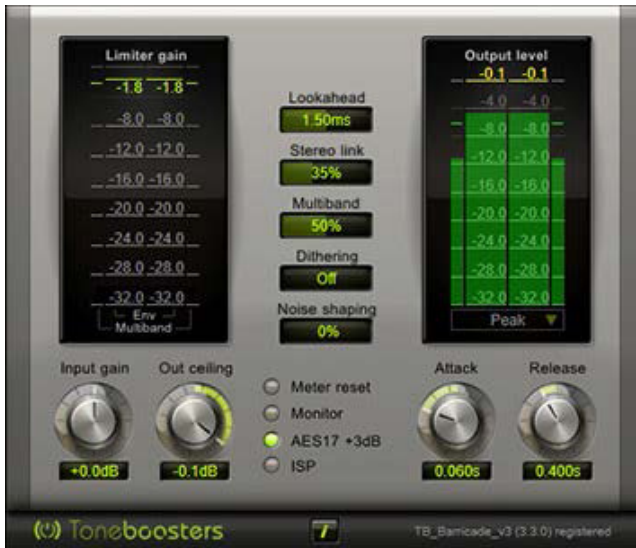 Limiter gain
-1.8 -1.8
-8.0 -8.0
-12.0 -12.0
-16.0 -16.0
-20.0 -20.0
-24.0 -24.0
-28.0 -28.0
-32.0 -32.0
Env
Multiband
Lookahead
1.50ms
Stereo link
35%
Multiband
50%
Dithering
Off
Noise shaping
0%
Output level
-0.1 -0.1
-4.0 -4.0
-8.0 -8.0
-12.0 -12.0
-16.0 -16.0
-20.0 -20.0
-24.0 -24.0
-28.0 -28.0
-32.0 -32.0
Peak
Input gain
+0.0dB
Out ceiling
-0.1dB
Meter reset
Monitor
AES17 +3dB
ISP
Attack
0.060s
Release
0.400s
Toneboosters
TB_Barricade_v3 (3.3.0) registered